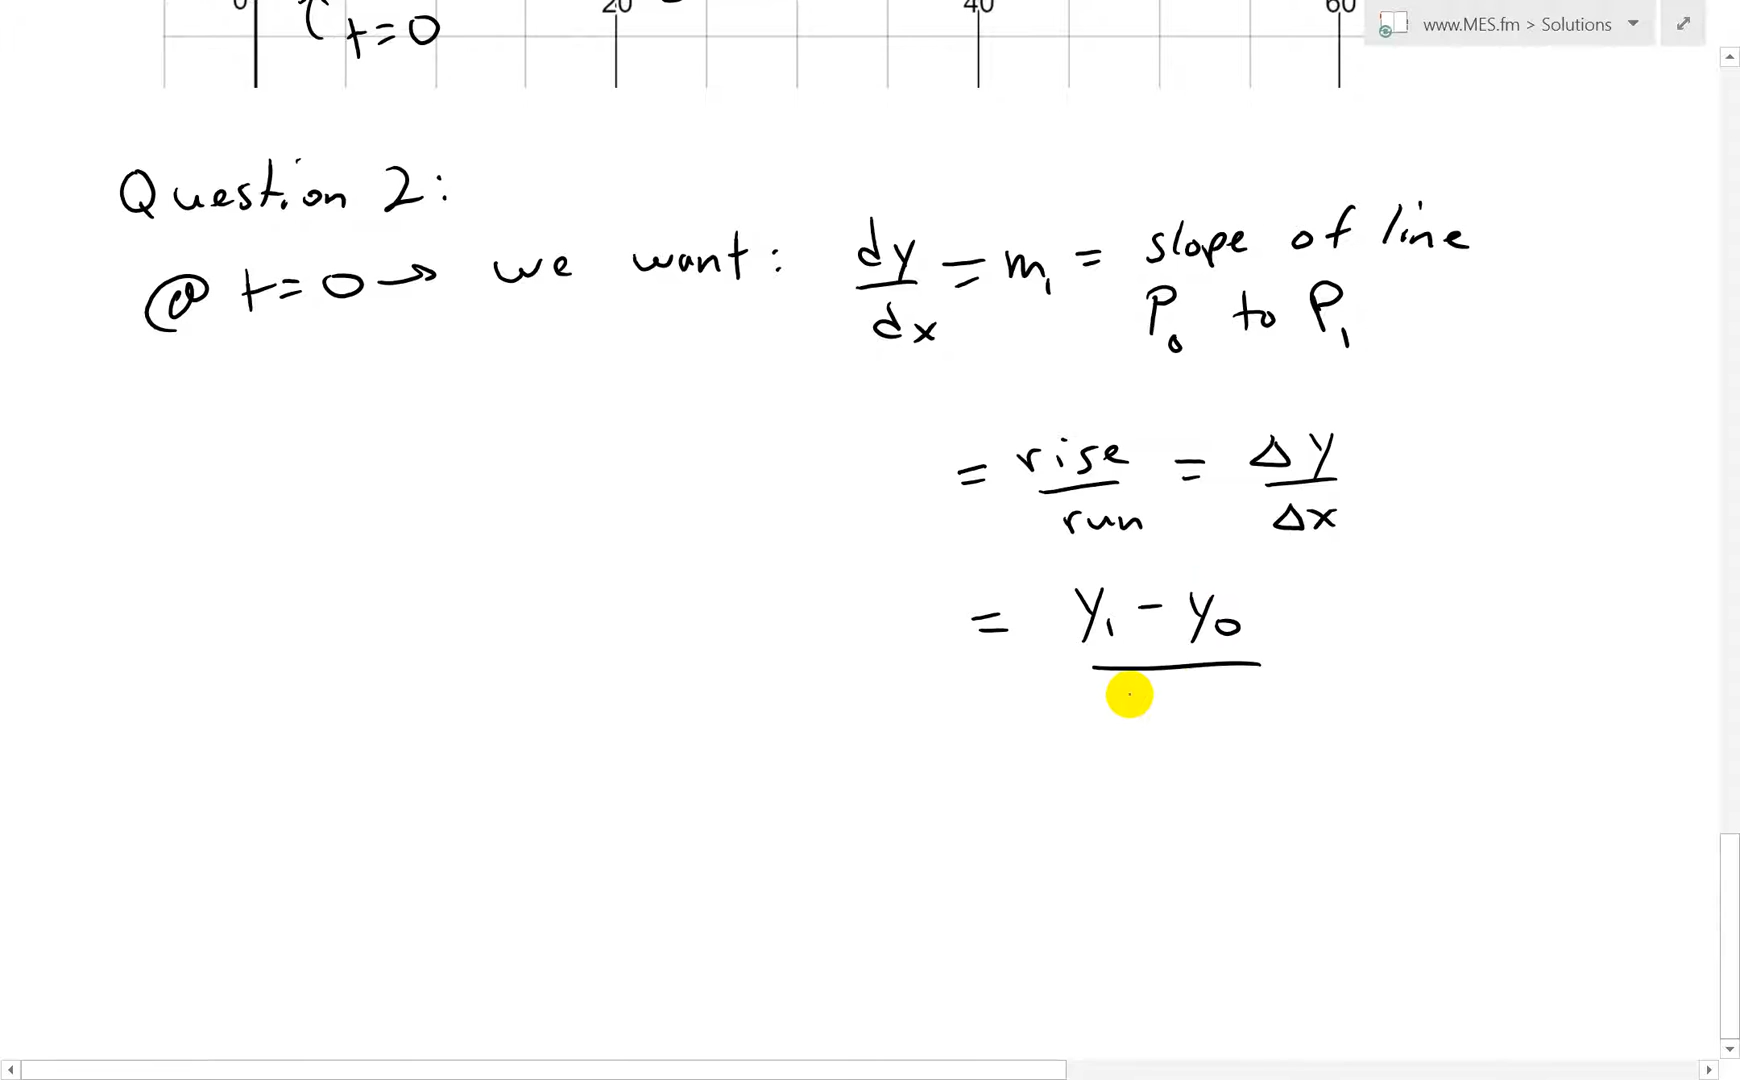 0 20 40 60
www.MES.fm > Solutions
t=0
Question 2:
@ t=0 → we want: dy/dx = m₁ = slope of line
P₀ to P₁
= rise/run = Δy/Δx
= y₁ - y₀